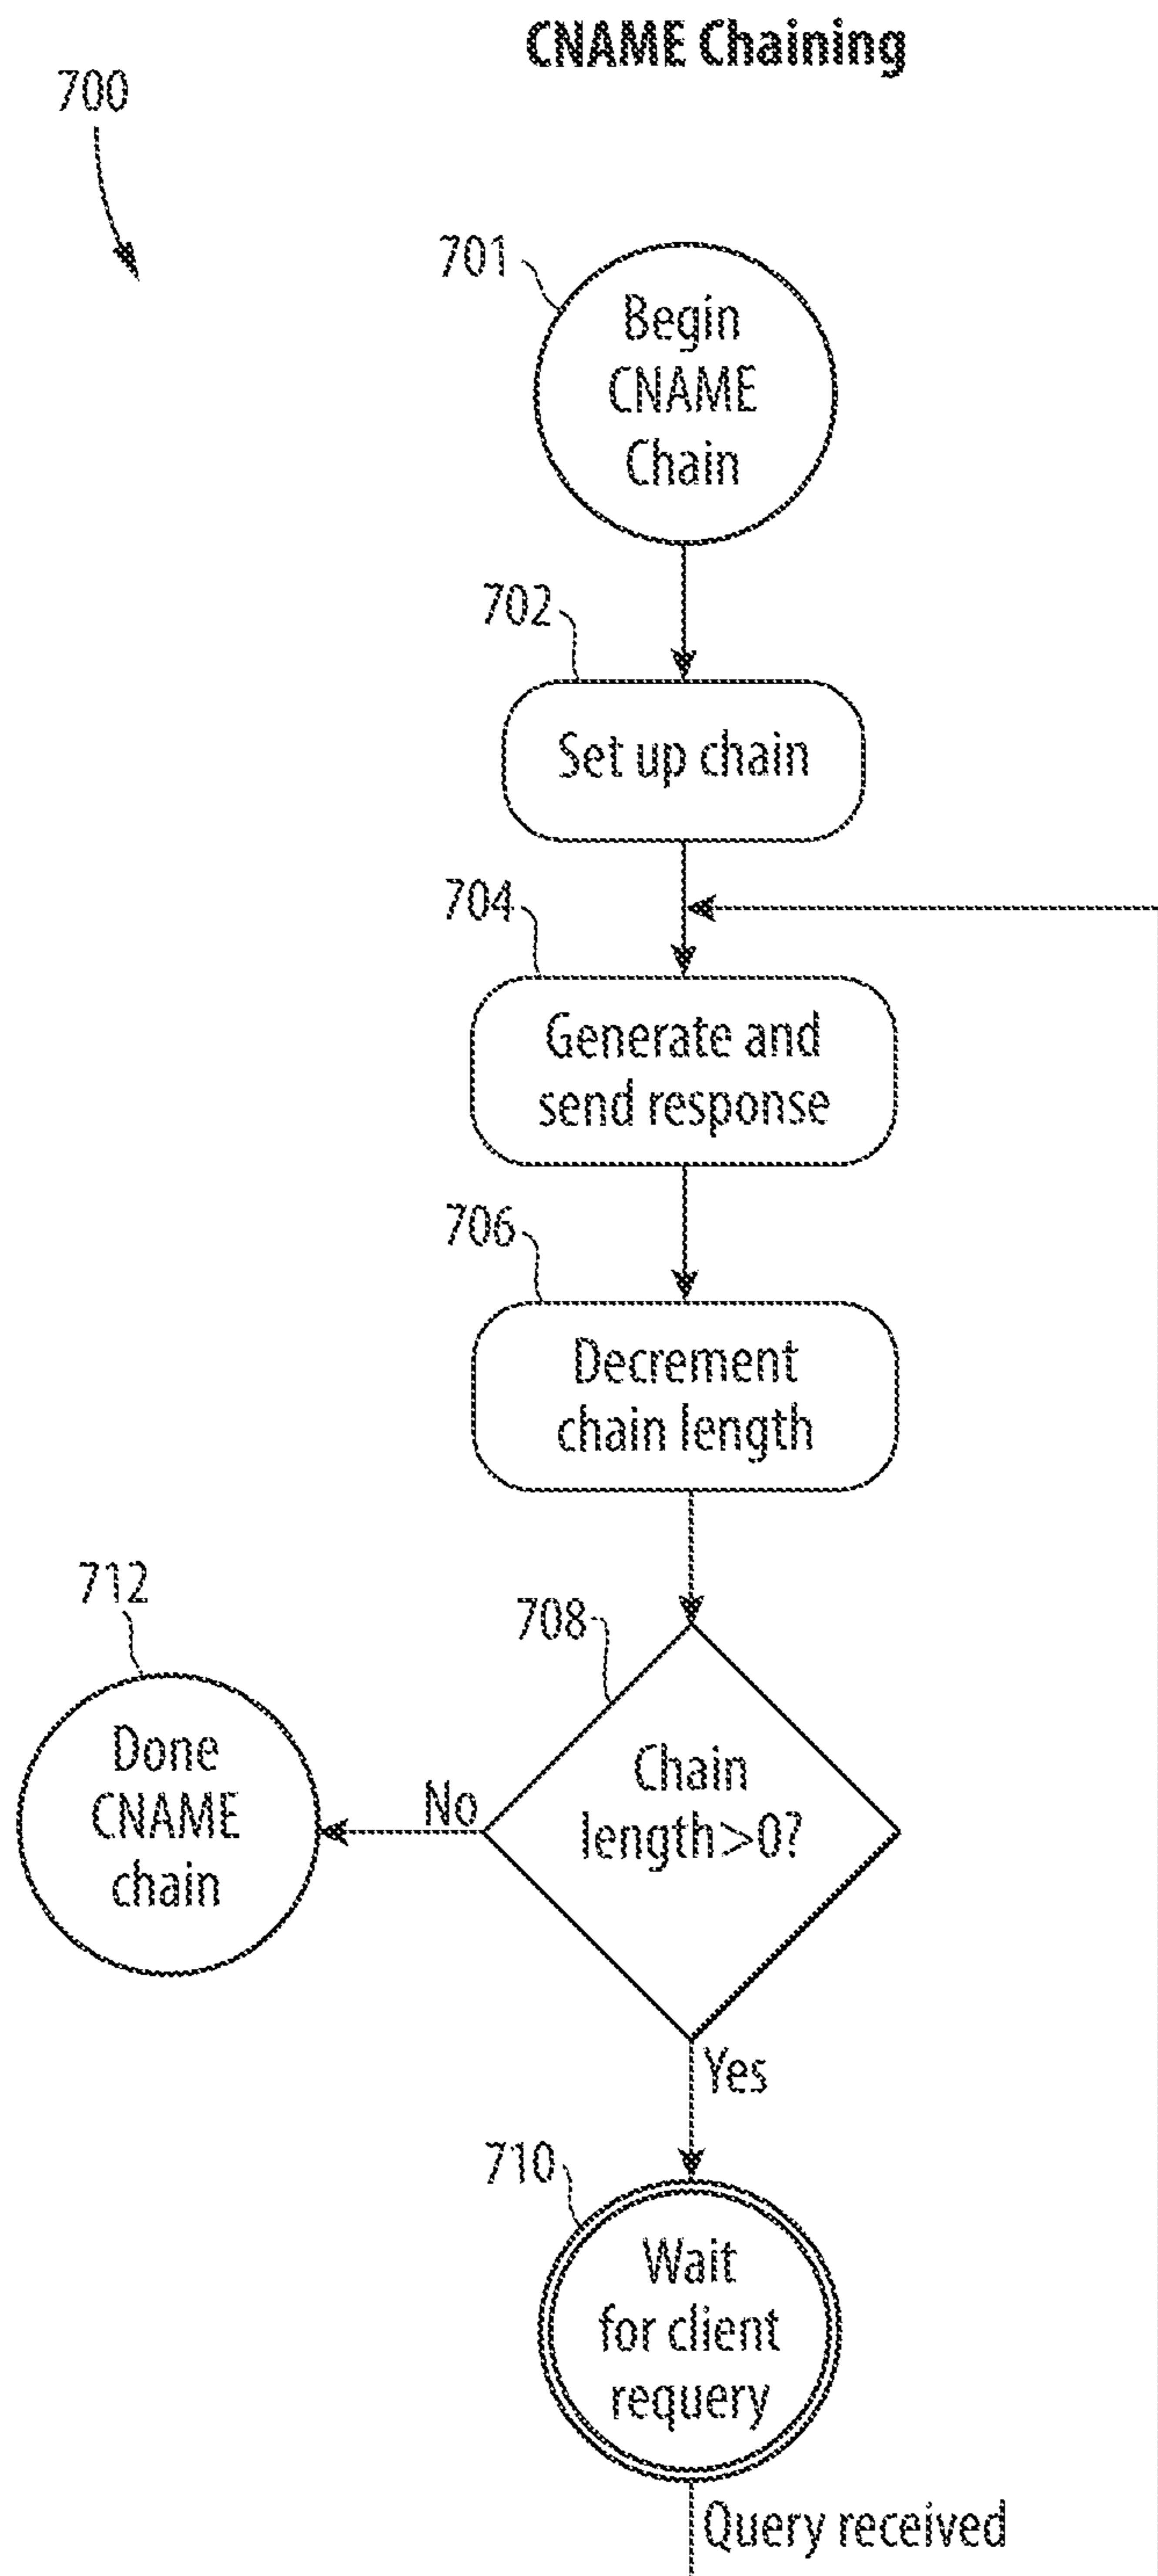 CNAME Chaining
700
701
Begin
CNAME
Chain
702
Set up chain
704
Generate and
send response
706
Decrement
chain length
712
708
Done
CNAME
chain
No
Chain
length>0?
Yes
710
Wait
for client
requery
Query received